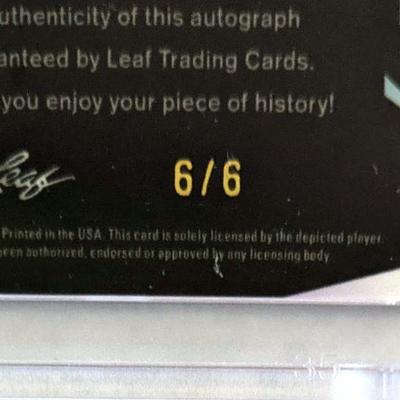 uthenticity of this autograph
anteed by Leaf Trading Cards.
you enjoy your piece of history!
Leaf
6/6
Printed in the USA. This card is solely licensed by the depicted player.
een authorized, endorsed or approved by any licensing body.